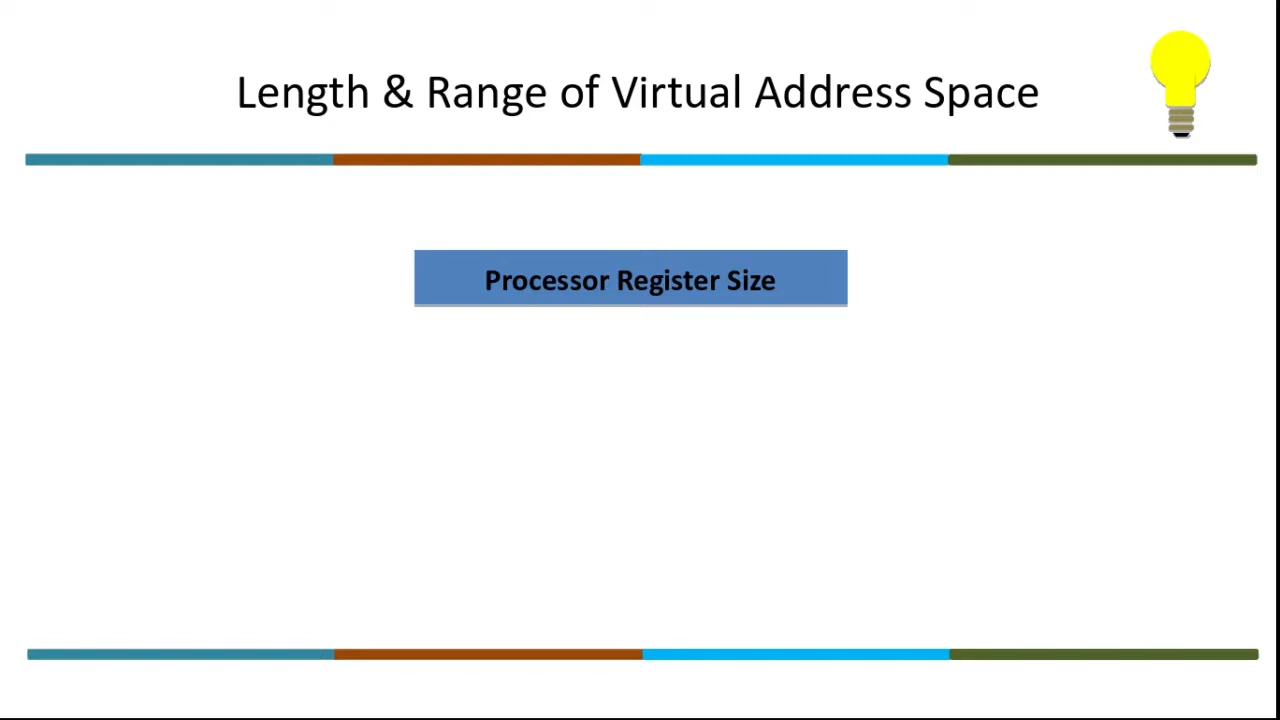 Length & Range of Virtual Address Space
Processor Register Size